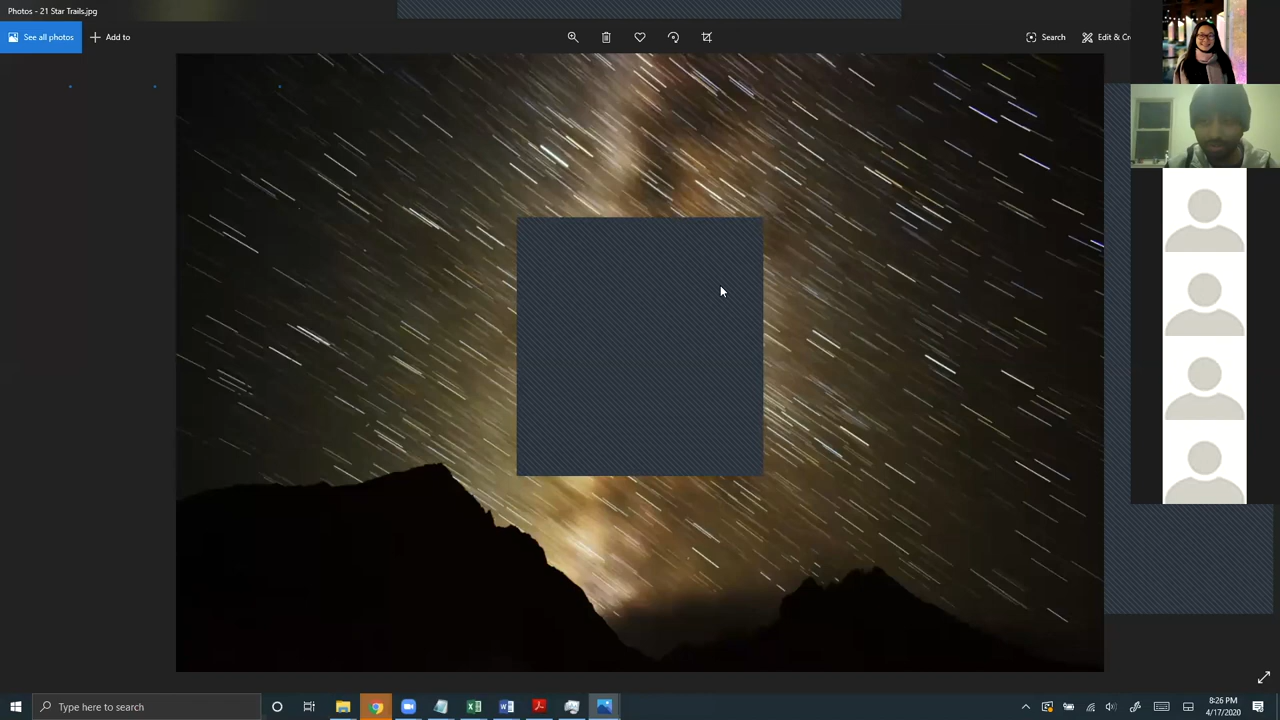 Photos - 21 Star Trails.jpg
See all photos
Add to
Search
Edit & Cre
Type here to search
8:26 PM
4/17/2020